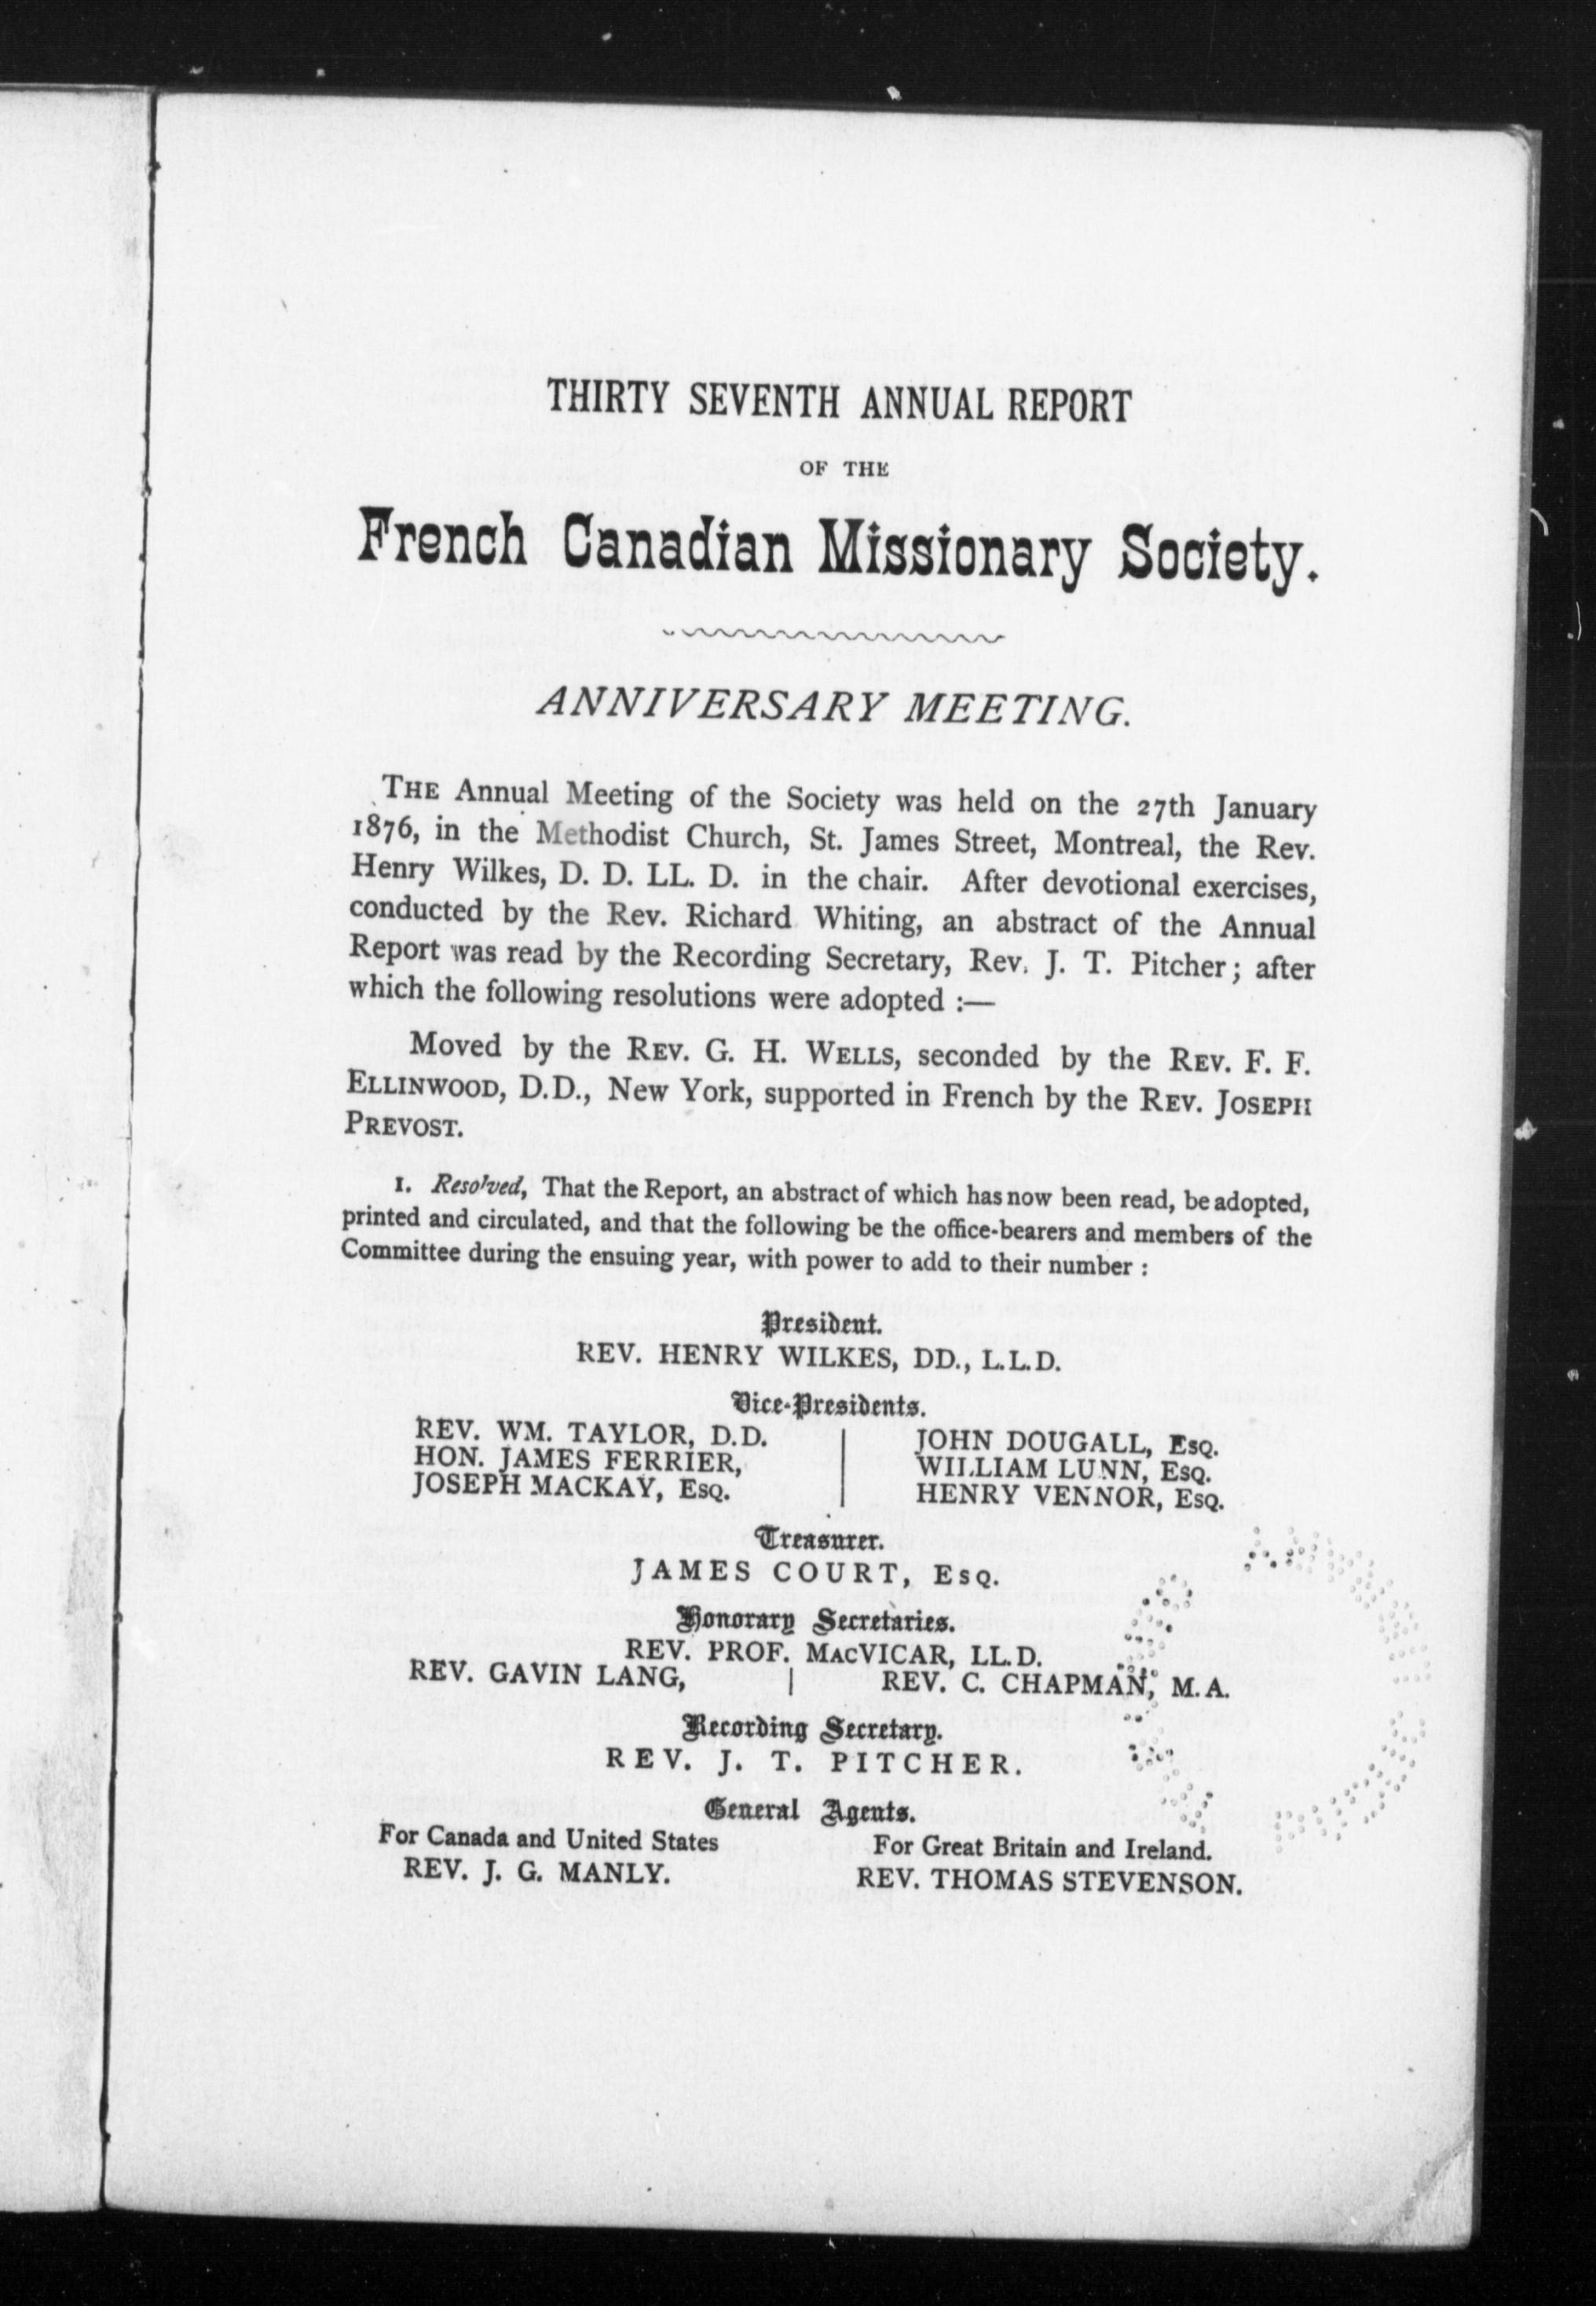 THIRTY SEVENTH ANNUAL REPORT
OF THE
French Canadian Missionary Society.
ANNIVERSARY MEETING.
THE Annual Meeting of the Society was held on the 27th January
1876, in the Methodist Church, St. James Street, Montreal, the Rev.
Henry Wilkes, D. D. LL. D. in the chair. After devotional exercises,
conducted by the Rev. Richard Whiting, an abstract of the Annual
Report was read by the Recording Secretary, Rev. J. T. Pitcher; after
which the following resolutions were adopted :—
Moved by the REV. G. H. WELLS, seconded by the REV. F. F.
ELLINWOOD, D.D., New York, supported in French by the REV. JOSEPH
PREVOST.
1. Resolved, That the Report, an abstract of which has now been read, be adopted,
printed and circulated, and that the following be the office-bearers and members of the
Committee during the ensuing year, with power to add to their number :
President.
REV. HENRY WILKES, DD., L.L.D.
Vice-Presidents.
REV. WM. TAYLOR, D.D.
HON. JAMES FERRIER,
JOSEPH MACKAY, ESQ.
JOHN DOUGALL, ESQ.
WILLIAM LUNN, ESQ.
HENRY VENNOR, ESQ.
Treasurer.
JAMES COURT, ESQ.
Honorary Secretaries.
REV. PROF. MACVICAR, LL.D.
REV. GAVIN LANG, | REV. C. CHAPMAN, M.A.
Recording Secretary.
REV. J. T. PITCHER.
General Agents.
For Canada and United States
REV. J. G. MANLY.
For Great Britain and Ireland.
REV. THOMAS STEVENSON.